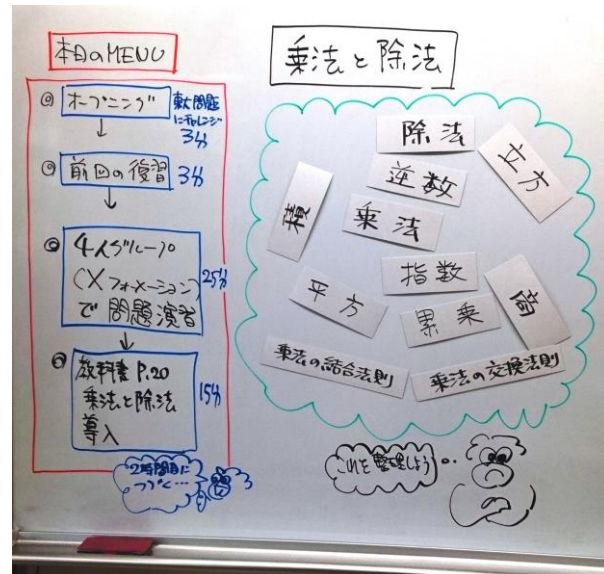 本日のMENU
オープニング
東大問題
にチャレンジ
3分
↓
前回の復習
3分
↓
4人グループ
(Xフォーメーション)
で問題演習
25分
↓
教科書 P.20
乗法と除法
導入
15分
2時間目に
つづく…
乗法と除法
除法
立方
逆数
積
乗法
指数
平方
累乗
商
乗法の結合法則
乗法の交換法則
これを整理しよう